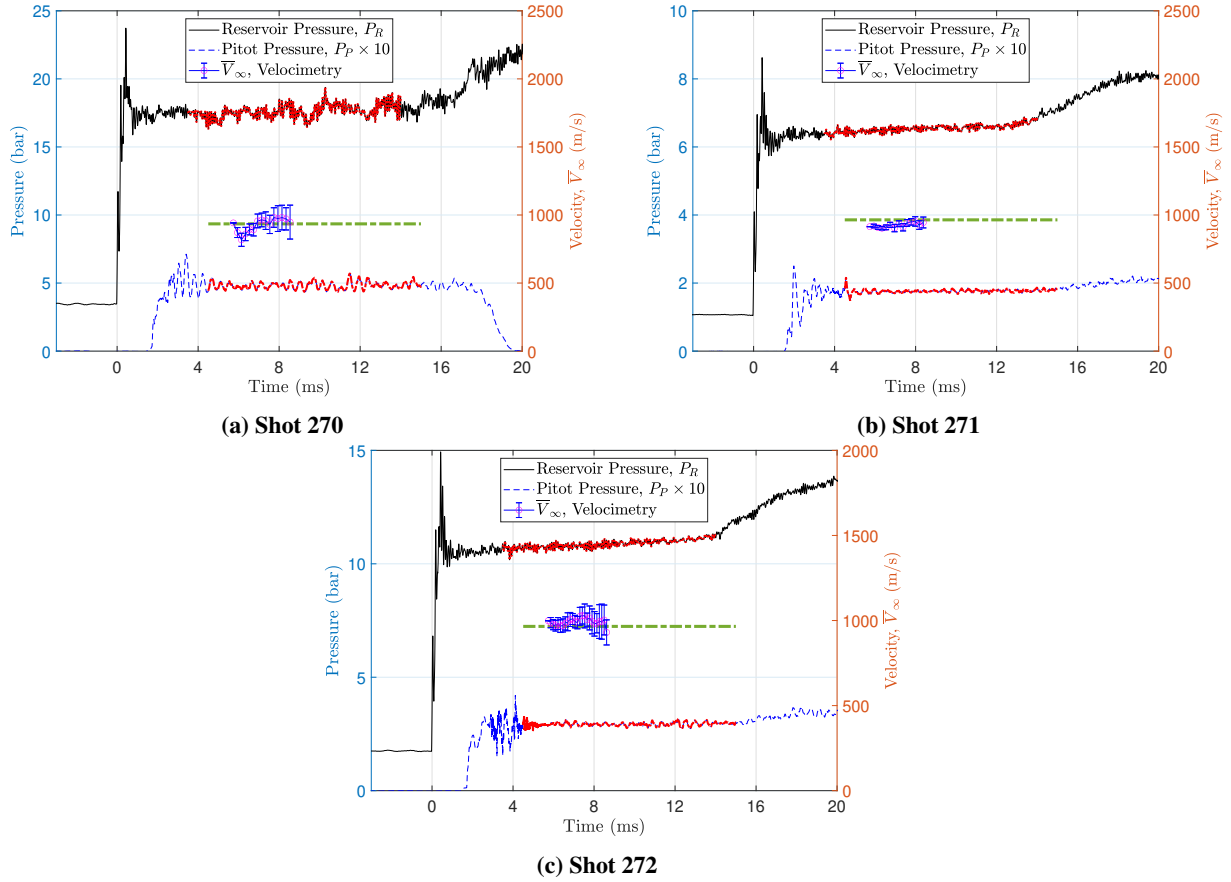 25
20
15
10
5
0
Pressure (bar)
2500
2000
1500
1000
500
0
Velocity, V̅∞ (m/s)
Reservoir Pressure, P_R
Pitot Pressure, P_P × 10
V̅∞, Velocimetry
0 4 8 12 16 20
Time (ms)
(a) Shot 270
10
8
6
4
2
0
Pressure (bar)
2500
2000
1500
1000
500
0
Velocity, V̅∞ (m/s)
Reservoir Pressure, P_R
Pitot Pressure, P_P × 10
V̅∞, Velocimetry
0 4 8 12 16 20
Time (ms)
(b) Shot 271
15
10
5
0
Pressure (bar)
2000
1500
1000
500
0
Velocity, V̅∞ (m/s)
Reservoir Pressure, P_R
Pitot Pressure, P_P × 10
V̅∞, Velocimetry
0 4 8 12 16 20
Time (ms)
(c) Shot 272